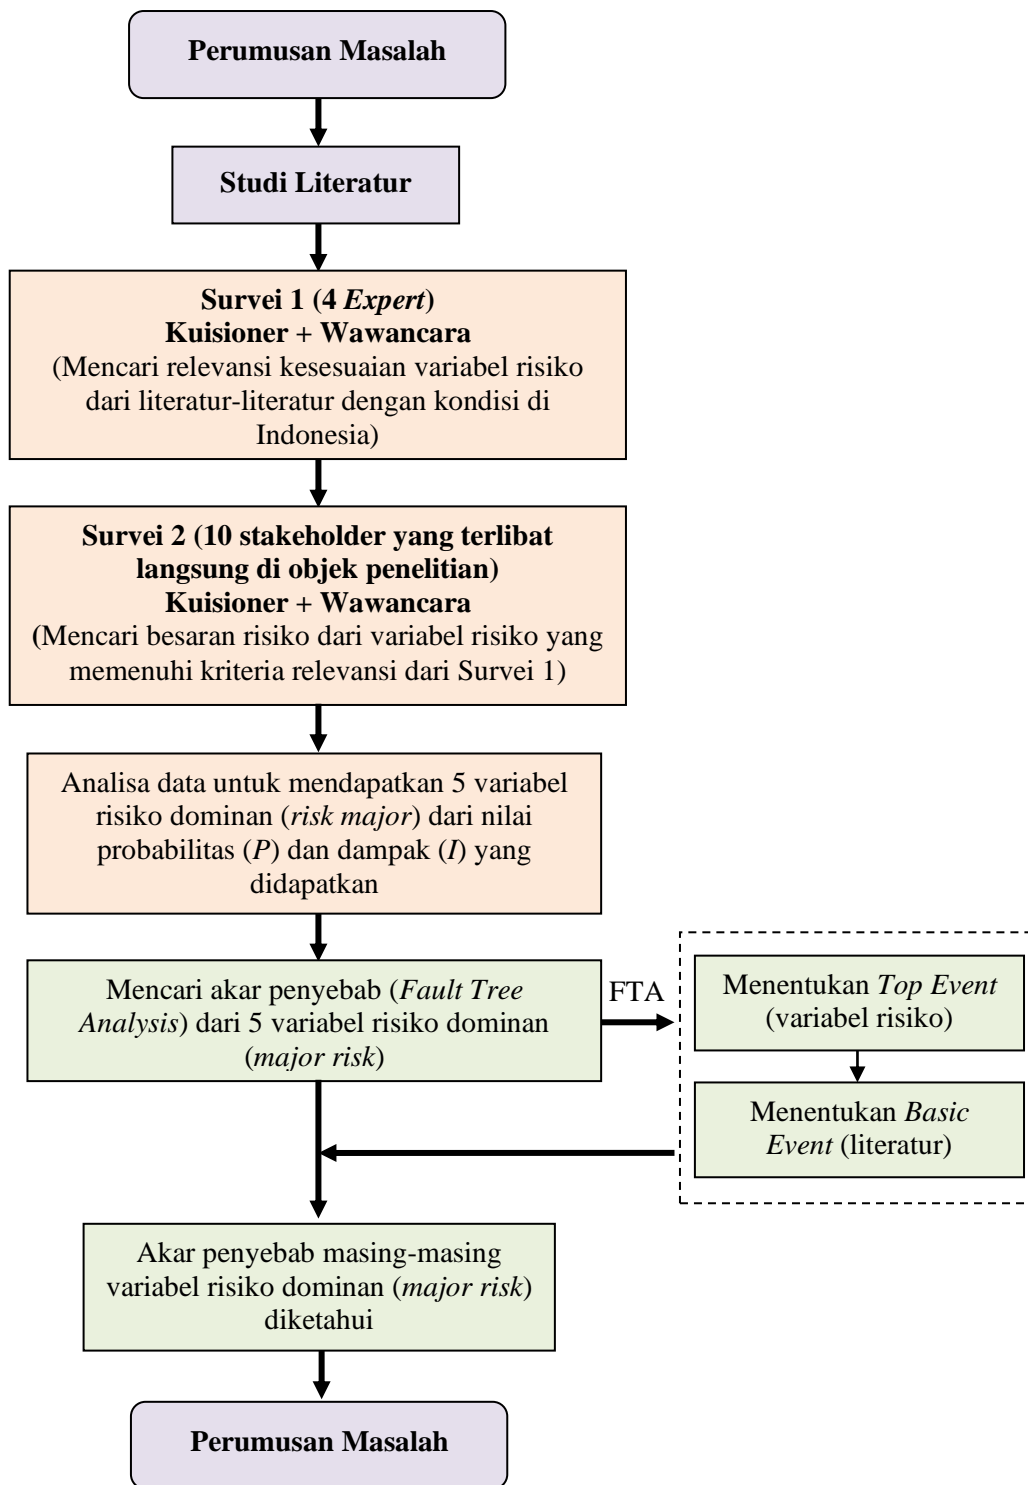 Perumusan Masalah
Studi Literatur
Survei 1 (4 Expert)
Kuisioner + Wawancara
(Mencari relevansi kesesuaian variabel risiko
dari literatur-literatur dengan kondisi di
Indonesia)
Survei 2 (10 stakeholder yang terlibat
langsung di objek penelitian)
Kuisioner + Wawancara
(Mencari besaran risiko dari variabel risiko yang
memenuhi kriteria relevansi dari Survei 1)
Analisa data untuk mendapatkan 5 variabel
risiko dominan (risk major) dari nilai
probabilitas (P) dan dampak (I) yang
didapatkan
Mencari akar penyebab (Fault Tree
Analysis) dari 5 variabel risiko dominan
(major risk)
FTA
Menentukan Top Event
(variabel risiko)
Menentukan Basic
Event (literatur)
Akar penyebab masing-masing
variabel risiko dominan (major risk)
diketahui
Perumusan Masalah